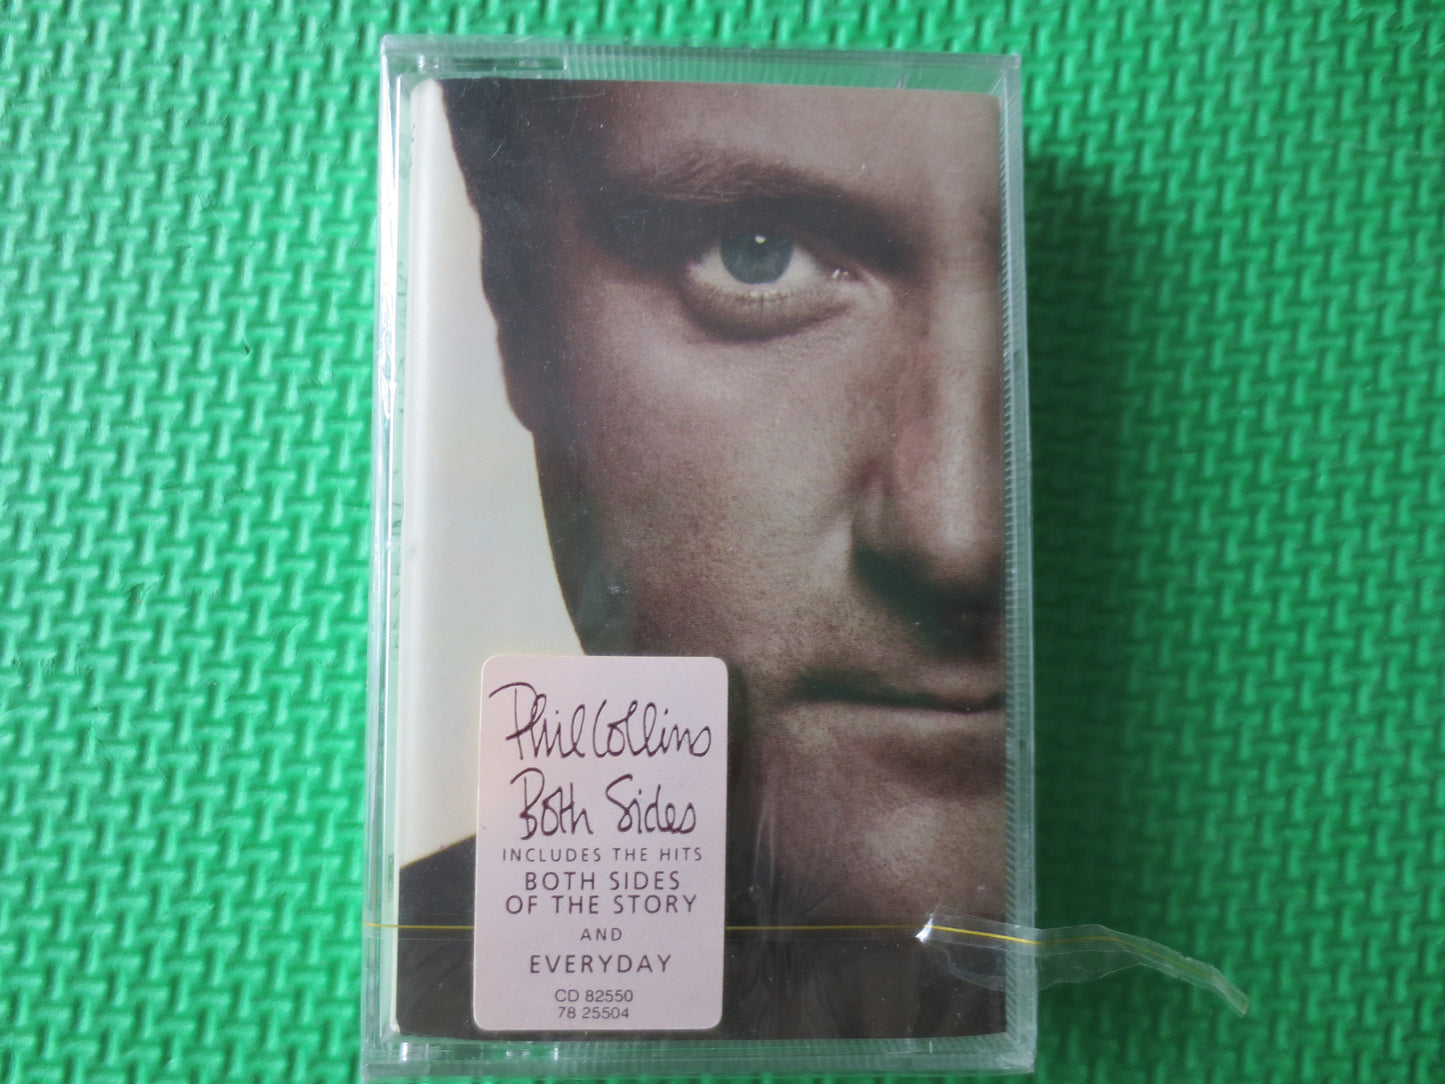 Phil Collins
Both Sides
INCLUDES THE HITS
BOTH SIDES
OF THE STORY
AND
EVERYDAY
CD 82550
78 25504